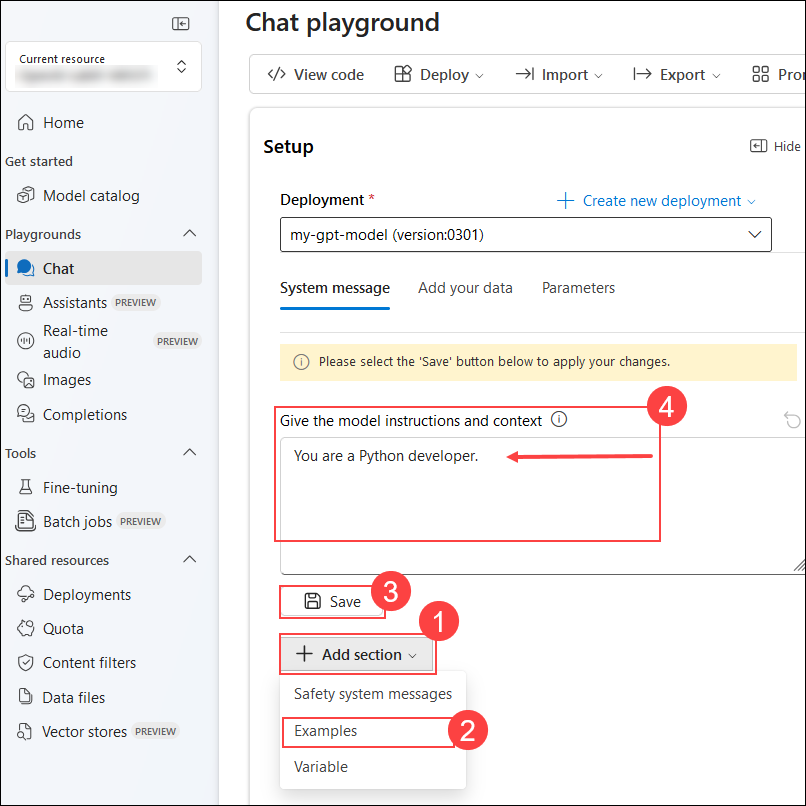 Current resource
Home
Get started
Model catalog
Playgrounds
Chat
Assistants PREVIEW
Real-time audio PREVIEW
Images
Completions
Tools
Fine-tuning
Batch jobs PREVIEW
Shared resources
Deployments
Quota
Content filters
Data files
Vector stores PREVIEW
Chat playground
View code Deploy Import Export
Setup Hide
Deployment * Create new deployment
my-gpt-model (version:0301)
System message Add your data Parameters
Please select the 'Save' button below to apply your changes.
4
Give the model instructions and context
You are a Python developer.
Save 3
1
Add section
Safety system messages
Examples 2
Variable